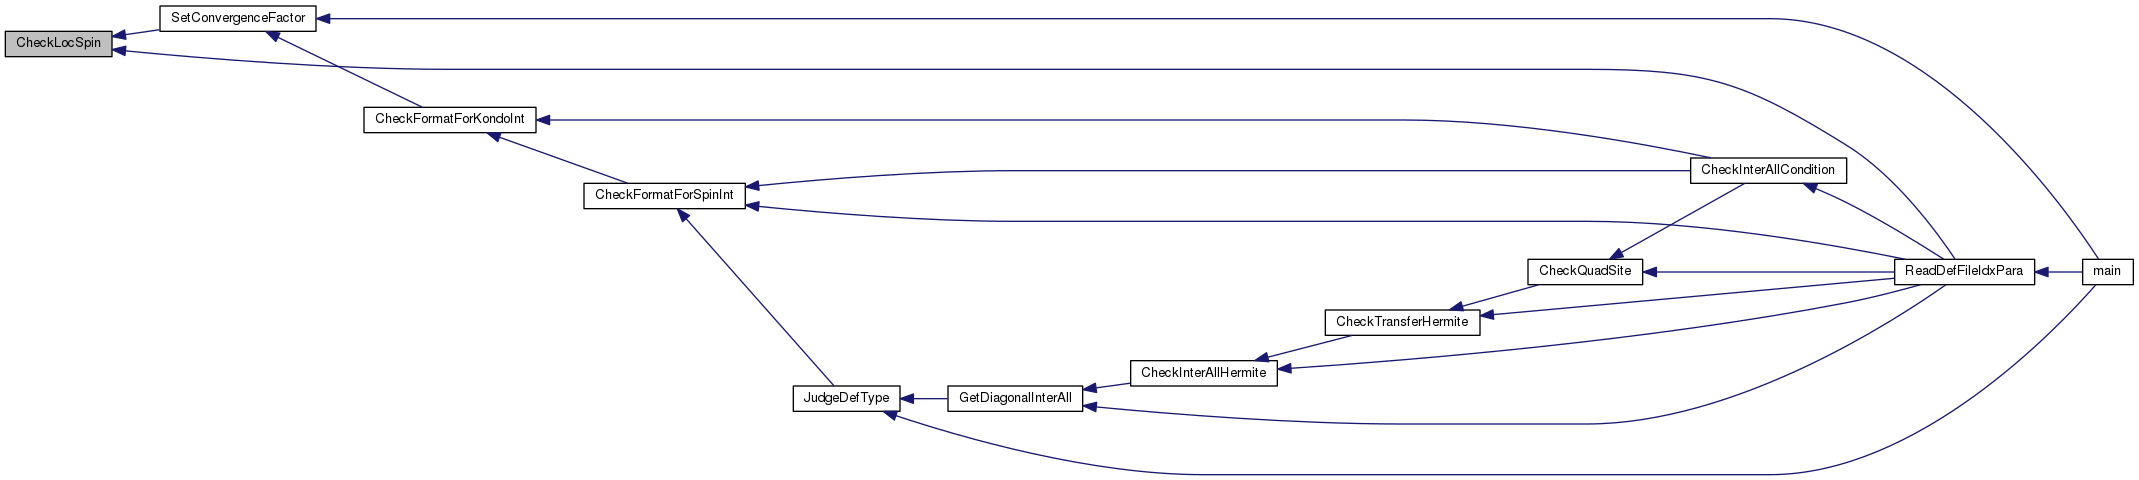 SetConvergenceFactor
CheckLocSpin
CheckFormatForKondoInt
CheckInterAllCondition
CheckFormatForSpinInt
CheckQuadSite
ReadDefFileIdxPara
main
CheckTransferHermite
CheckInterAllHermite
JudgeDefType
GetDiagonalInterAll